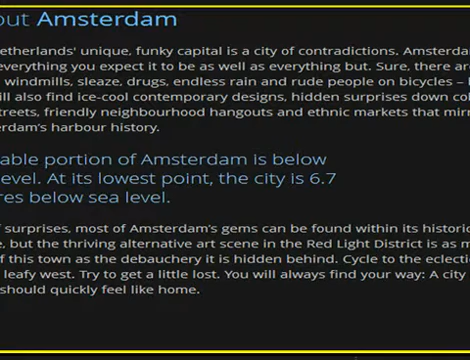 out Amsterdam
etherlands' unique, funky capital is a city of contradictions. Amsterda
everything you expect it to be as well as everything but. Sure, there ar
windmills, sleaze, drugs, endless rain and rude people on bicycles –
ill also find ice-cool contemporary designs, hidden surprises down col
treets, friendly neighbourhood hangouts and ethnic markets that mir
erdam's harbour history.
able portion of Amsterdam is below
evel. At its lowest point, the city is 6.7
res below sea level.
surprises, most of Amsterdam's gems can be found within its historic
e, but the thriving alternative art scene in the Red Light District is as m
f this town as the debauchery it is hidden behind. Cycle to the eclecti
leafy west. Try to get a little lost. You will always find your way: A city
should quickly feel like home.